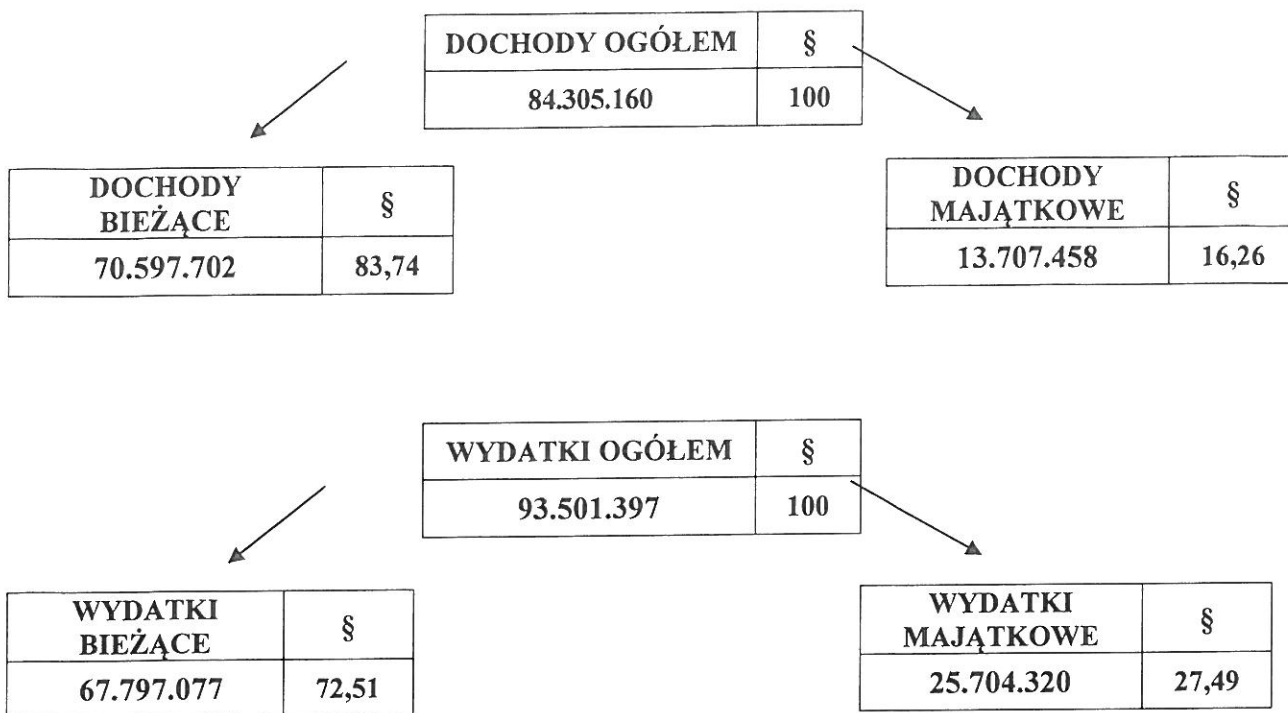 DOCHODY OGÓŁEM §
84.305.160 100
DOCHODY
BIEŻĄCE §
70.597.702 83,74
DOCHODY
MAJĄTKOWE §
13.707.458 16,26
WYDATKI OGÓŁEM §
93.501.397 100
WYDATKI
BIEŻĄCE §
67.797.077 72,51
WYDATKI
MAJĄTKOWE §
25.704.320 27,49